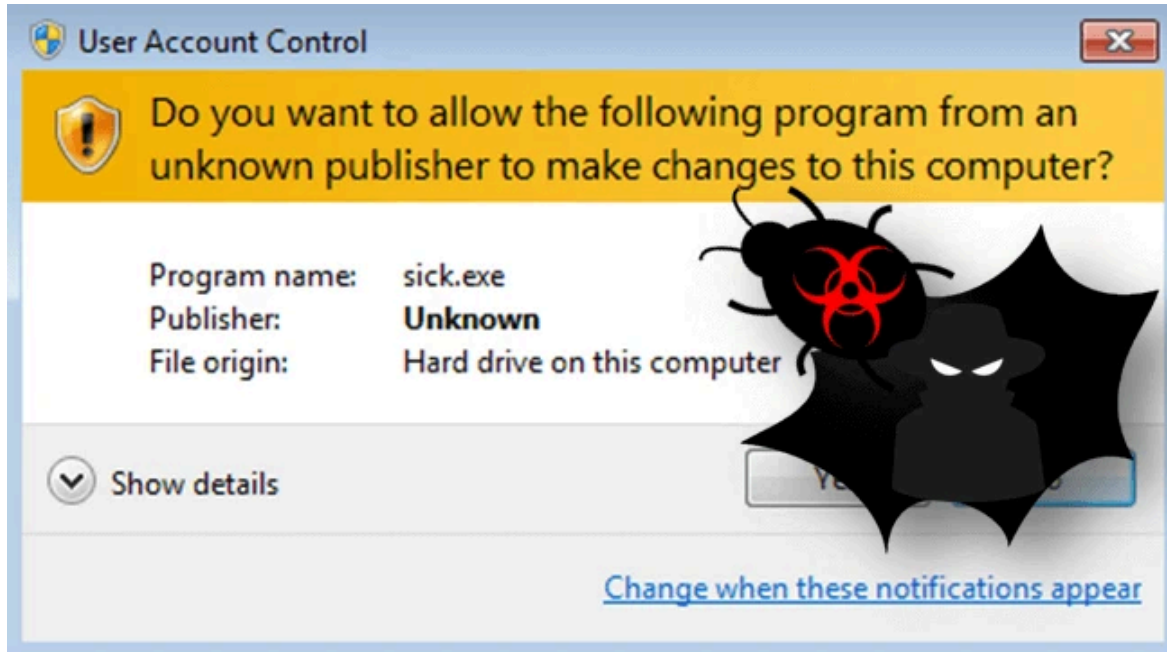 User Account Control
Do you want to allow the following program from an
unknown publisher to make changes to this computer?
Program name: sick.exe
Publisher: Unknown
File origin: Hard drive on this computer
Show details
Change when these notifications appear